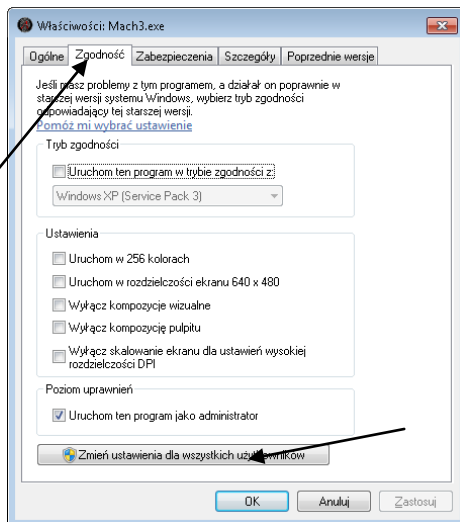 Właściwości: Mach3.exe
Ogólne Zgodność Zabezpieczenia Szczegóły Poprzednie wersje
Jeśli masz problemy z tym programem, a działał on poprawnie w
starszej wersji systemu Windows, wybierz tryb zgodności
odpowiadający tej starszej wersji.
Pomóż mi wybrać ustawienie
Tryb zgodności
Uruchom ten program w trybie zgodności z:
Windows XP (Service Pack 3)
Ustawienia
Uruchom w 256 kolorach
Uruchom w rozdzielczości ekranu 640 x 480
Wyłącz kompozycje wizualne
Wyłącz kompozycję pulpitu
Wyłącz skalowanie ekranu dla ustawień wysokiej
rozdzielczości DPI
Poziom uprawnień
Uruchom ten program jako administrator
Zmień ustawienia dla wszystkich użytkowników
OK Anuluj Zastosuj